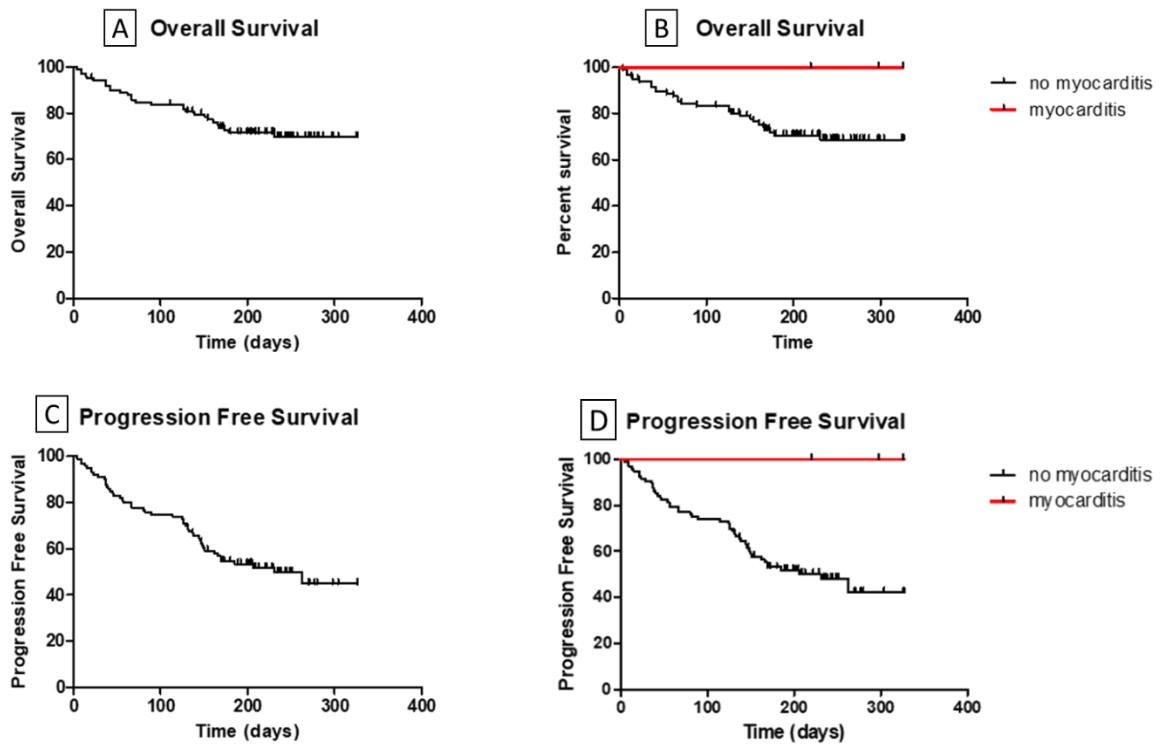 A Overall Survival
100
80
60
40
20
0
Overall Survival
0 100 200 300 400
Time (days)
B Overall Survival
100
80
60
40
20
0
Percent survival
0 100 200 300 400
Time
no myocarditis
myocarditis
C Progression Free Survival
100
80
60
40
20
0
Progression Free Survival
0 100 200 300 400
Time (days)
D Progression Free Survival
100
80
60
40
20
0
Progression Free Survival
0 100 200 300 400
Time (days)
no myocarditis
myocarditis